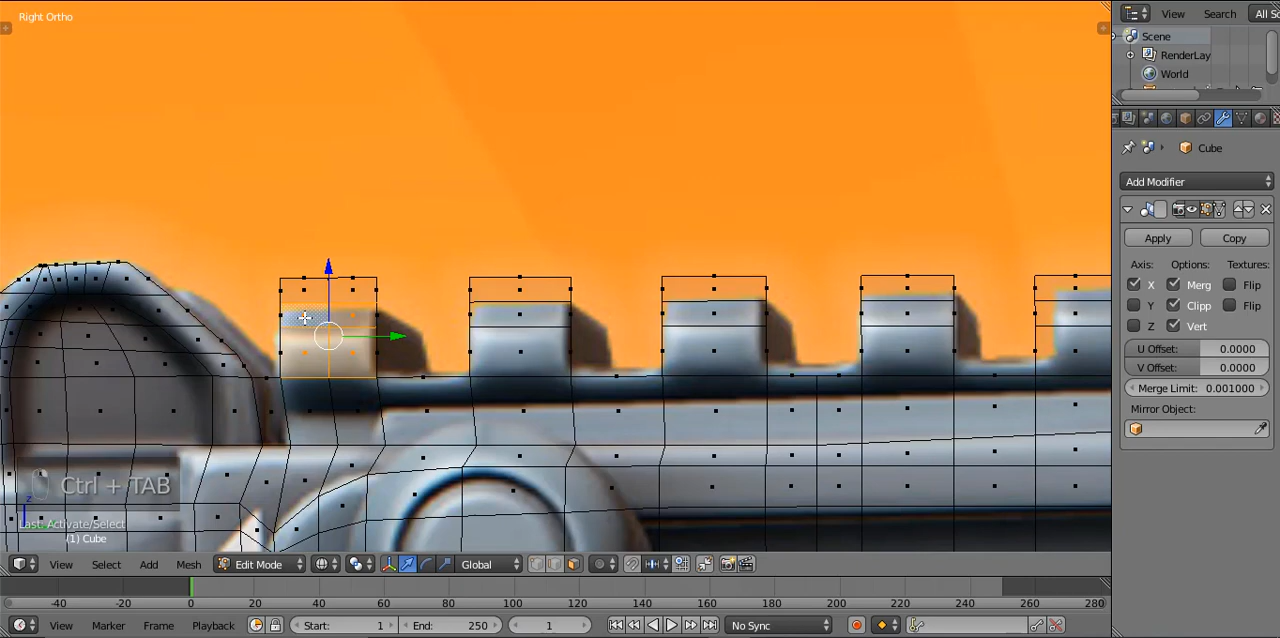 Right Ortho
View Search All Sc
Scene
RenderLay
World
Cube
Add Modifier
Apply Copy
Axis: Options: Textures:
X Merg Flip
Y Clipp Flip
Z Vert
U Offset: 0.0000
V Offset: 0.0000
Merge Limit: 0.001000
Mirror Object:
Ctrl + TAB
z
Last: Activate/Select
(1) Cube
View Select Add Mesh Edit Mode Global
-40 -20 0 20 40 60 80 100 120 140 160 180 200 220 240 260 280
View Marker Frame Playback Start: 1 End: 250 1 No Sync